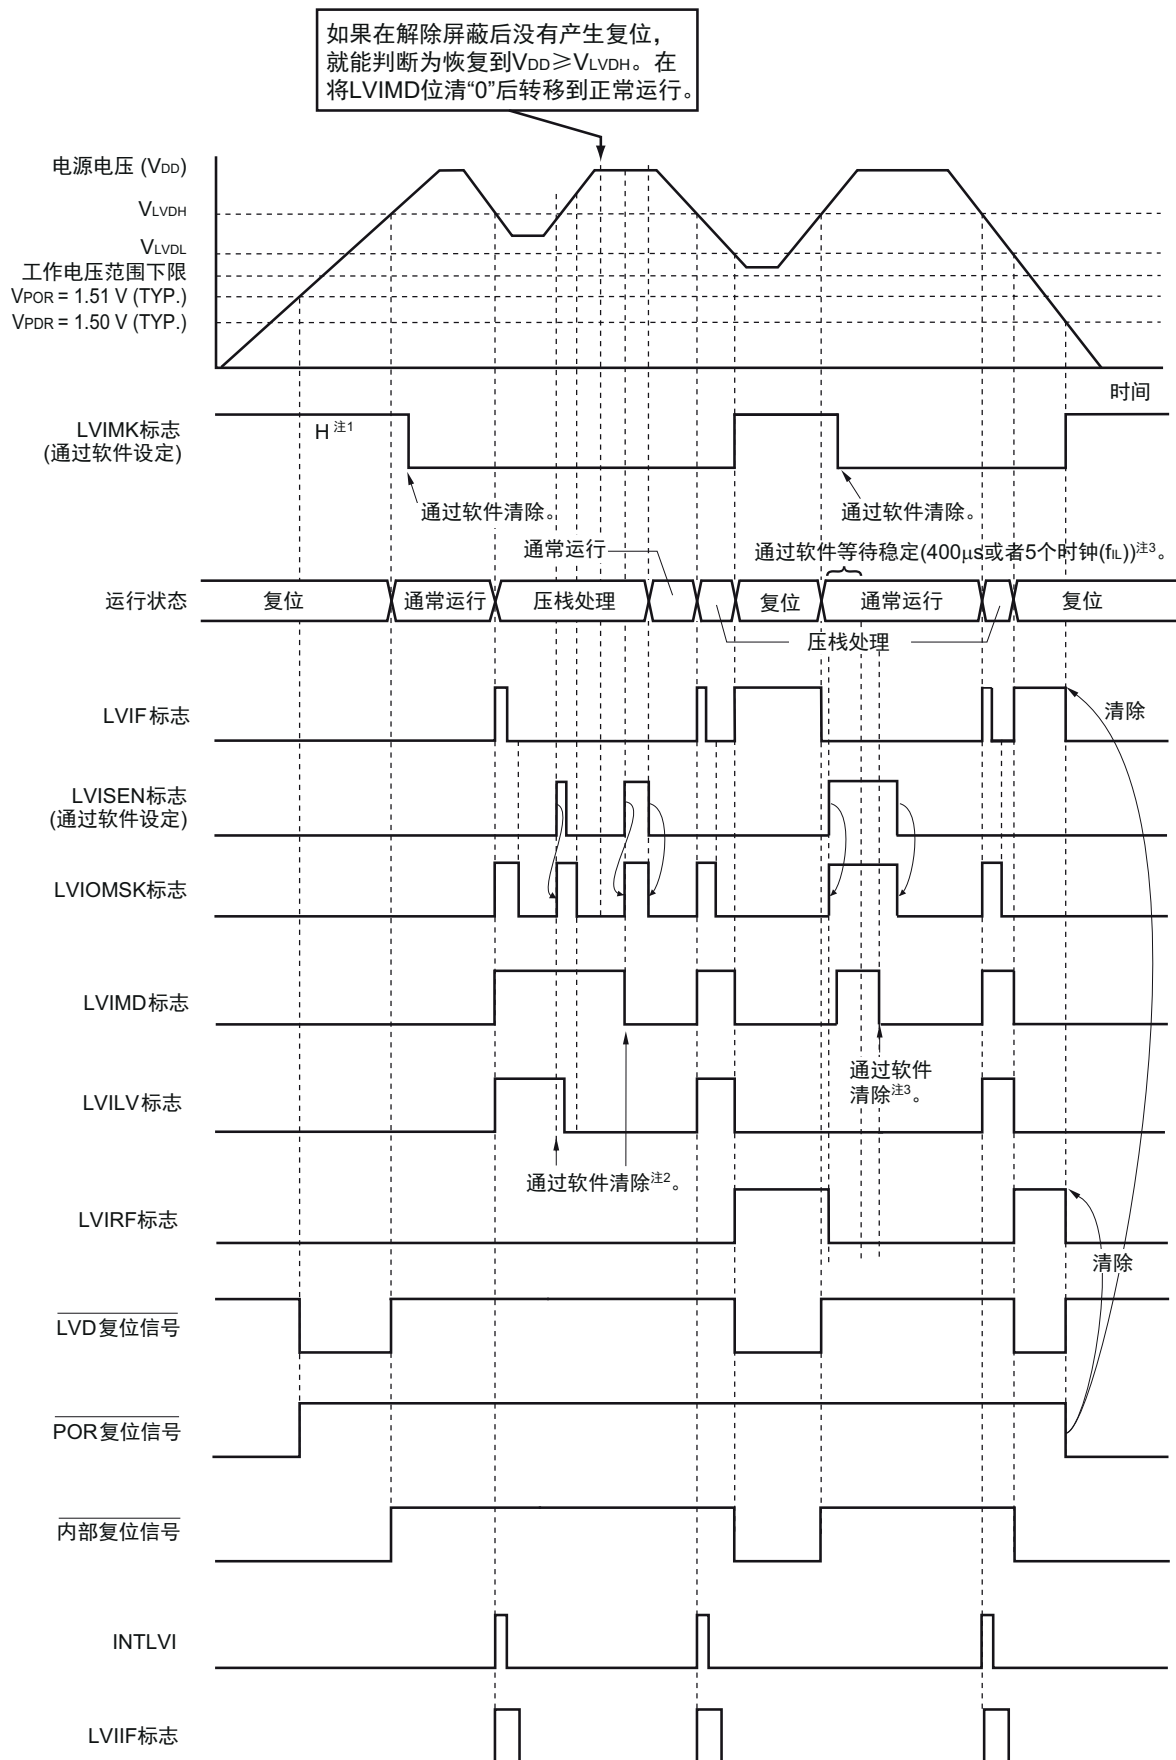 如果在解除屏蔽后没有产生复位，
就能判断为恢复到VDD≥VLVDH。在
将LVIMD位清“0”后转移到正常运行。
电源电压 (VDD)
VLVDH
VLVDL
工作电压范围下限
VPOR = 1.51 V (TYP.)
VPDR = 1.50 V (TYP.)
时间
LVIMK标志
(通过软件设定)
H 注1
通过软件清除。
通过软件清除。
通常运行
通过软件等待稳定(400μs或者5个时钟(fIL))注3。
运行状态
复位
通常运行
压栈处理
复位
通常运行
复位
压栈处理
LVIF标志
清除
LVISEN标志
(通过软件设定)
LVIOMSK标志
LVIMD标志
通过软件
清除注3。
LVILV标志
通过软件清除注2。
LVIRF标志
清除
LVD复位信号
POR复位信号
内部复位信号
INTLVI
LVIIF标志